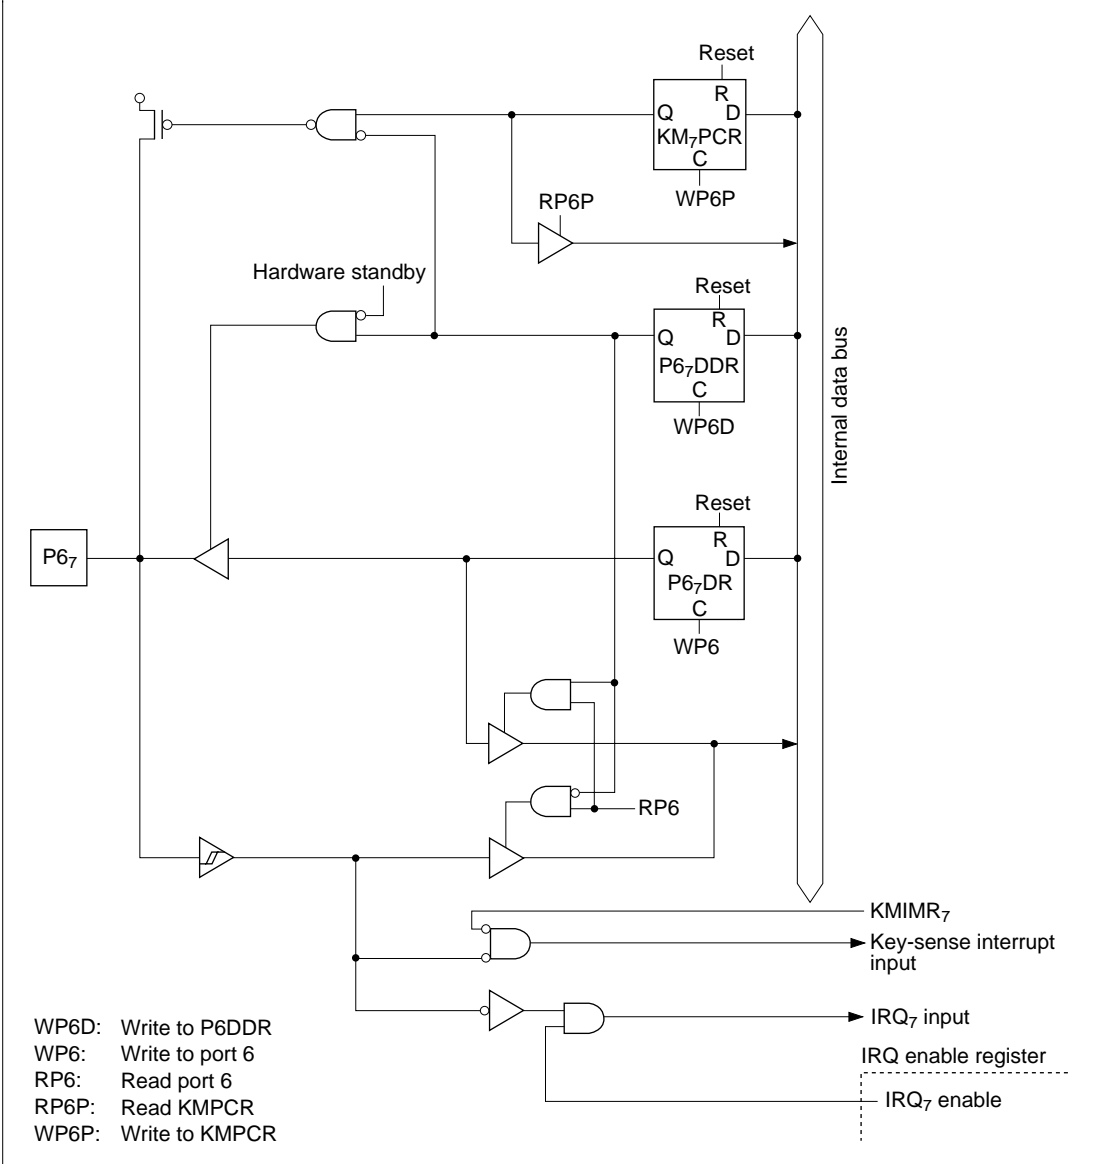 Reset
R
Q D
KM₇PCR
C
WP6P
RP6P
Hardware standby
Reset
R
Q D
P6₇DDR
C
WP6D
Internal data bus
Reset
R
Q D
P6₇DR
C
WP6
P6₇
RP6
KMIMR₇
Key-sense interrupt
input
IRQ₇ input
IRQ enable register
IRQ₇ enable
WP6D: Write to P6DDR
WP6: Write to port 6
RP6: Read port 6
RP6P: Read KMPCR
WP6P: Write to KMPCR